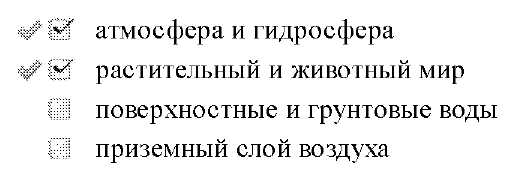 атмосфера и гидросфера
растительный и животный мир
поверхностные и грунтовые воды
приземный слой воздуха